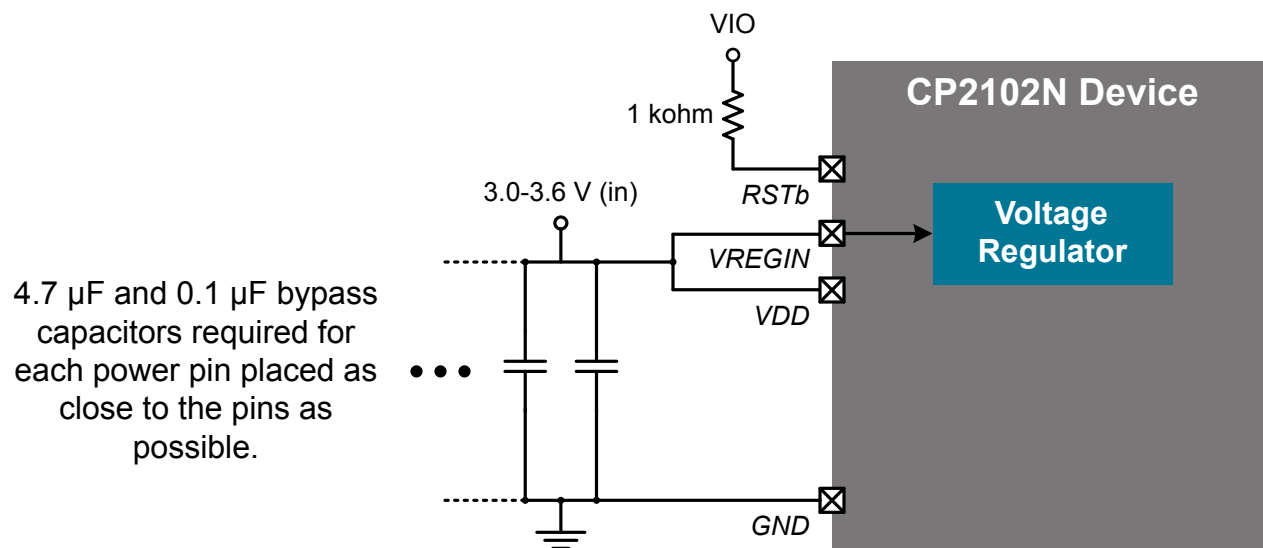 VIO
CP2102N Device
1 kohm
RSTb
3.0-3.6 V (in)
Voltage
Regulator
VREGIN
VDD
4.7 µF and 0.1 µF bypass
capacitors required for
each power pin placed as
close to the pins as
possible.
GND